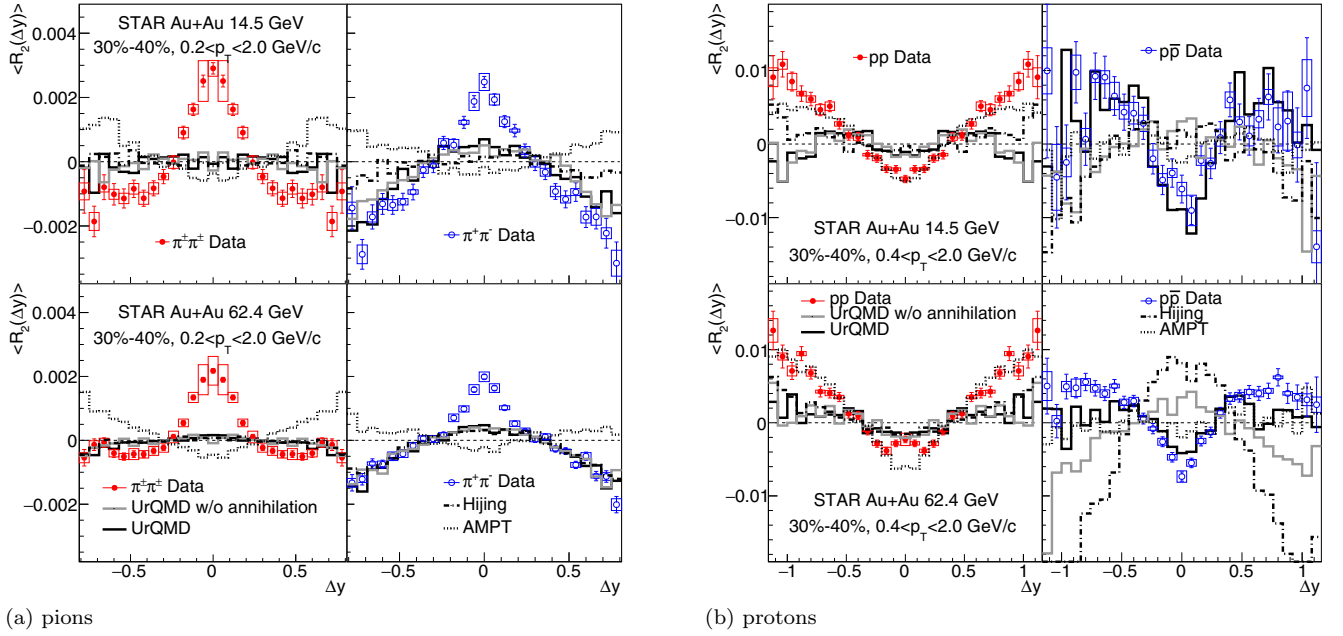 <R₂(Δy)>
0.004
0.002
0
−0.002
STAR Au+Au 14.5 GeV
30%-40%, 0.2<p_T<2.0 GeV/c
π±π± Data
π⁺π⁻ Data
<R₂(Δy)>
0.004
0.002
0
−0.002
STAR Au+Au 62.4 GeV
30%-40%, 0.2<p_T<2.0 GeV/c
π±π± Data
UrQMD w/o annihilation
UrQMD
π⁺π⁻ Data
Hijing
AMPT
−0.5 0 0.5
−0.5 0 0.5
Δy
(a) pions
<R₂(Δy)>
0.01
0
−0.01
pp Data
STAR Au+Au 14.5 GeV
30%-40%, 0.4<p_T<2.0 GeV/c
pp̅ Data
<R₂(Δy)>
0.01
0
−0.01
pp Data
UrQMD w/o annihilation
UrQMD
STAR Au+Au 62.4 GeV
30%-40%, 0.4<p_T<2.0 GeV/c
pp̅ Data
Hijing
AMPT
−1 −0.5 0 0.5 1
−1 −0.5 0 0.5 1
Δy
(b) protons